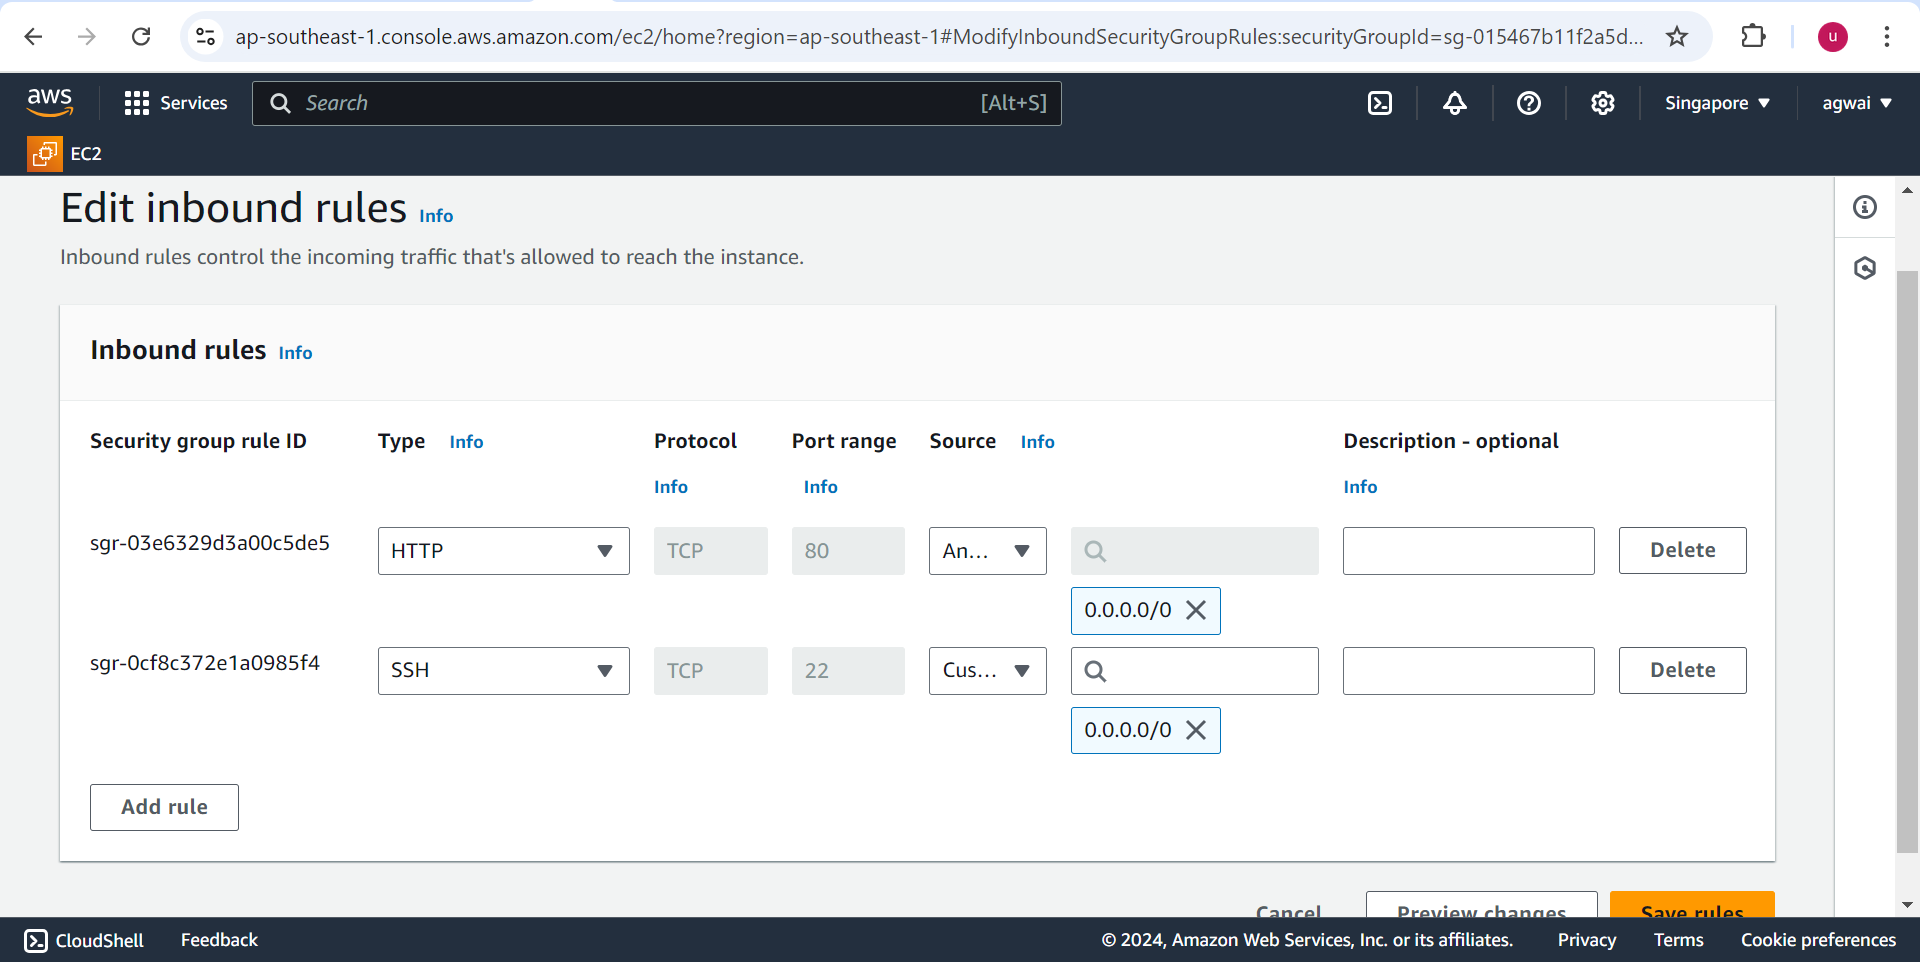 ap-southeast-1.console.aws.amazon.com/ec2/home?region=ap-southeast-1#ModifyInboundSecurityGroupRules:securityGroupId=sg-015467b11f2a5d...
u
aws Services Search [Alt+S] Singapore agwai
EC2
Edit inbound rules Info
Inbound rules control the incoming traffic that's allowed to reach the instance.
Inbound rules Info
Security group rule ID Type Info Protocol Port range Source Info Description - optional
Info Info Info
sgr-03e6329d3a00c5de5 HTTP TCP 80 An... Delete
0.0.0.0/0
sgr-0cf8c372e1a0985f4 SSH TCP 22 Cus... Delete
0.0.0.0/0
Add rule
Cancel Preview changes Save rules
CloudShell Feedback © 2024, Amazon Web Services, Inc. or its affiliates. Privacy Terms Cookie preferences